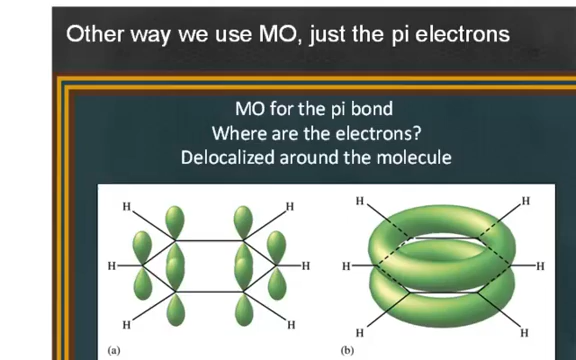 Other way we use MO, just the pi electrons
MO for the pi bond
Where are the electrons?
Delocalized around the molecule
H H H H
H H H H
H H H H
(a) (b)